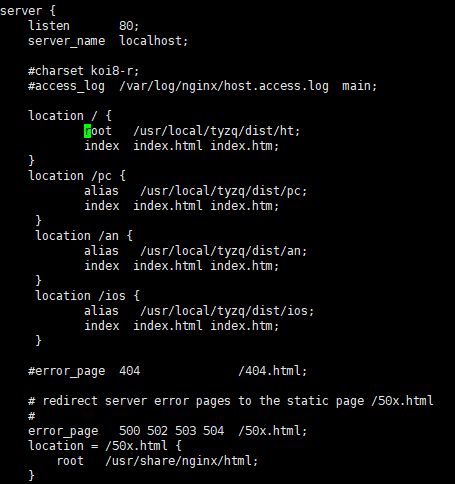 server {
    listen       80;
    server_name  localhost;

    #charset koi8-r;
    #access_log  /var/log/nginx/host.access.log  main;

    location / {
            root   /usr/local/tyzq/dist/ht;
            index  index.html index.htm;
    }
    location /pc {
            alias   /usr/local/tyzq/dist/pc;
            index  index.html index.htm;
     }
     location /an {
            alias   /usr/local/tyzq/dist/an;
            index  index.html index.htm;
     }
     location /ios {
            alias   /usr/local/tyzq/dist/ios;
            index  index.html index.htm;
     }

    #error_page  404              /404.html;

    # redirect server error pages to the static page /50x.html
    #
    error_page   500 502 503 504  /50x.html;
    location = /50x.html {
        root   /usr/share/nginx/html;
    }